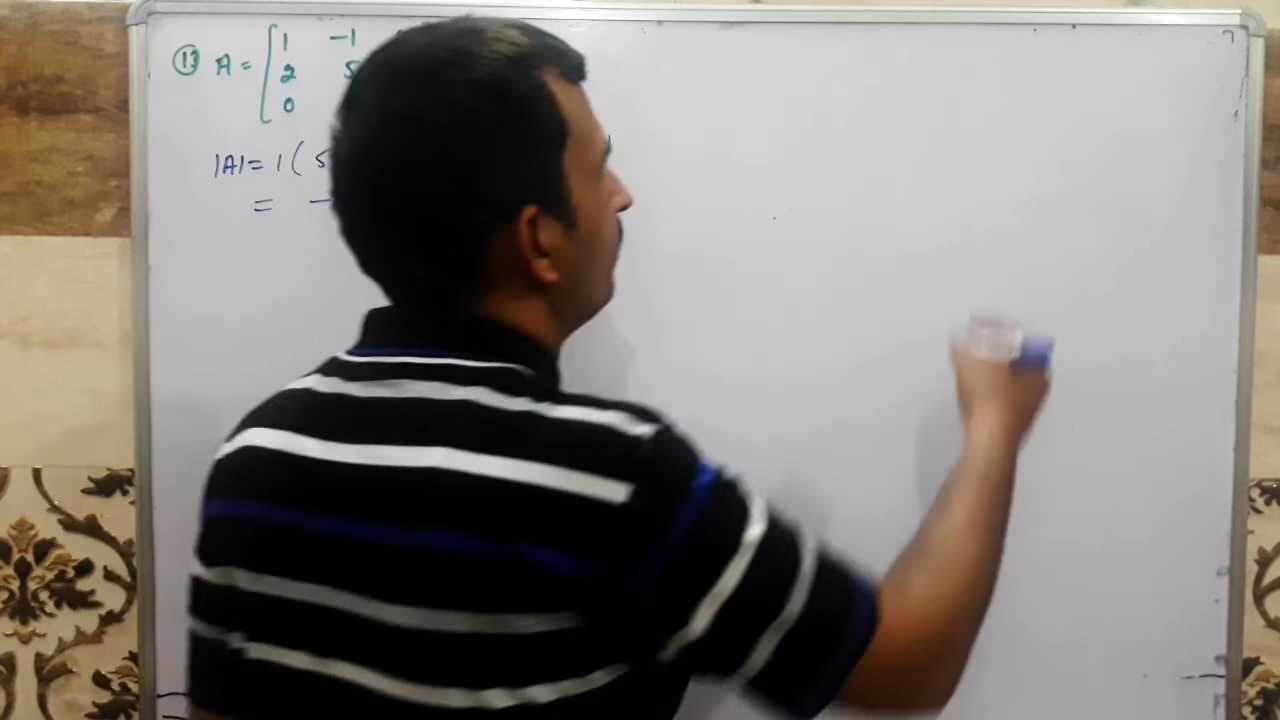 ⑬ A = [ 1 -1
2 5
0
|A| = 1 ( 5
= -